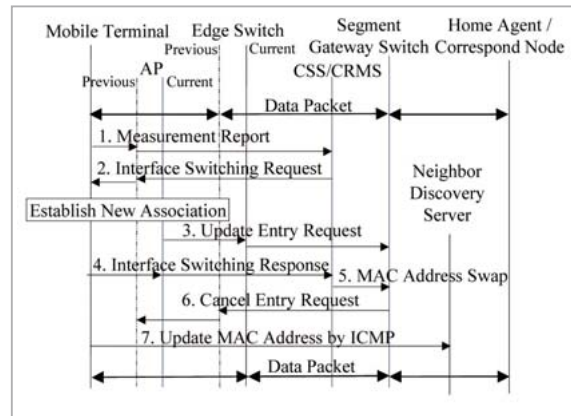 Mobile Terminal
Edge Switch
Segment
Gateway Switch
Home Agent /
Correspond Node
Previous
Current
AP
Previous
Current
CSS/CRMS
Data Packet
1. Measurement Report
2. Interface Switching Request
Neighbor
Discovery
Server
Establish New Association
3. Update Entry Request
4. Interface Switching Response
5. MAC Address Swap
6. Cancel Entry Request
7. Update MAC Address by ICMP
Data Packet